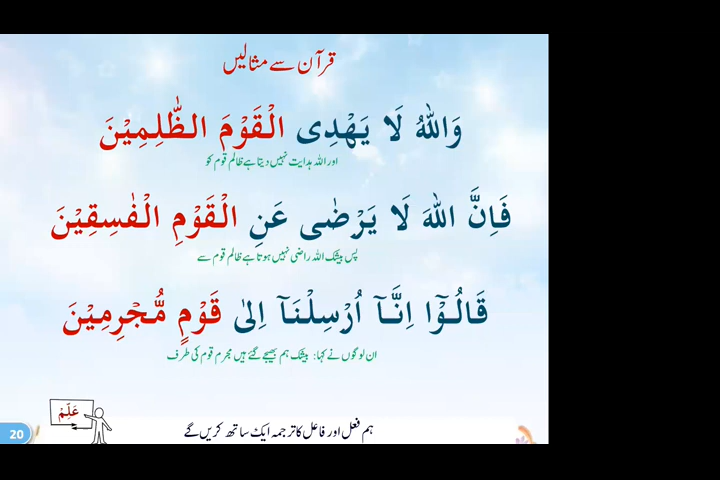 قرآن سے مثالیں
وَاللّٰهُ لَا يَهْدِى الْقَوْمَ الظّٰلِمِيْنَ
اور اللہ ہدایت نہیں دیتا ہے ظالم قوم کو
فَاِنَّ اللّٰهَ لَا يَرْضٰى عَنِ الْقَوْمِ الْفٰسِقِيْنَ
پس بیشک اللہ راضی نہیں ہوتا ہے ظالم قوم سے
قَالُوْٓا اِنَّآ اُرْسِلْنَآ اِلىٰ قَوْمٍ مُّجْرِمِيْنَ
ان لوگوں نے کہا: بیشک ہم بھیجے گئے ہیں مجرم قوم کی طرف
عَلِّمْ
ہم فعل اور فاعل کا ترجمہ ایک ساتھ کریں گے
20